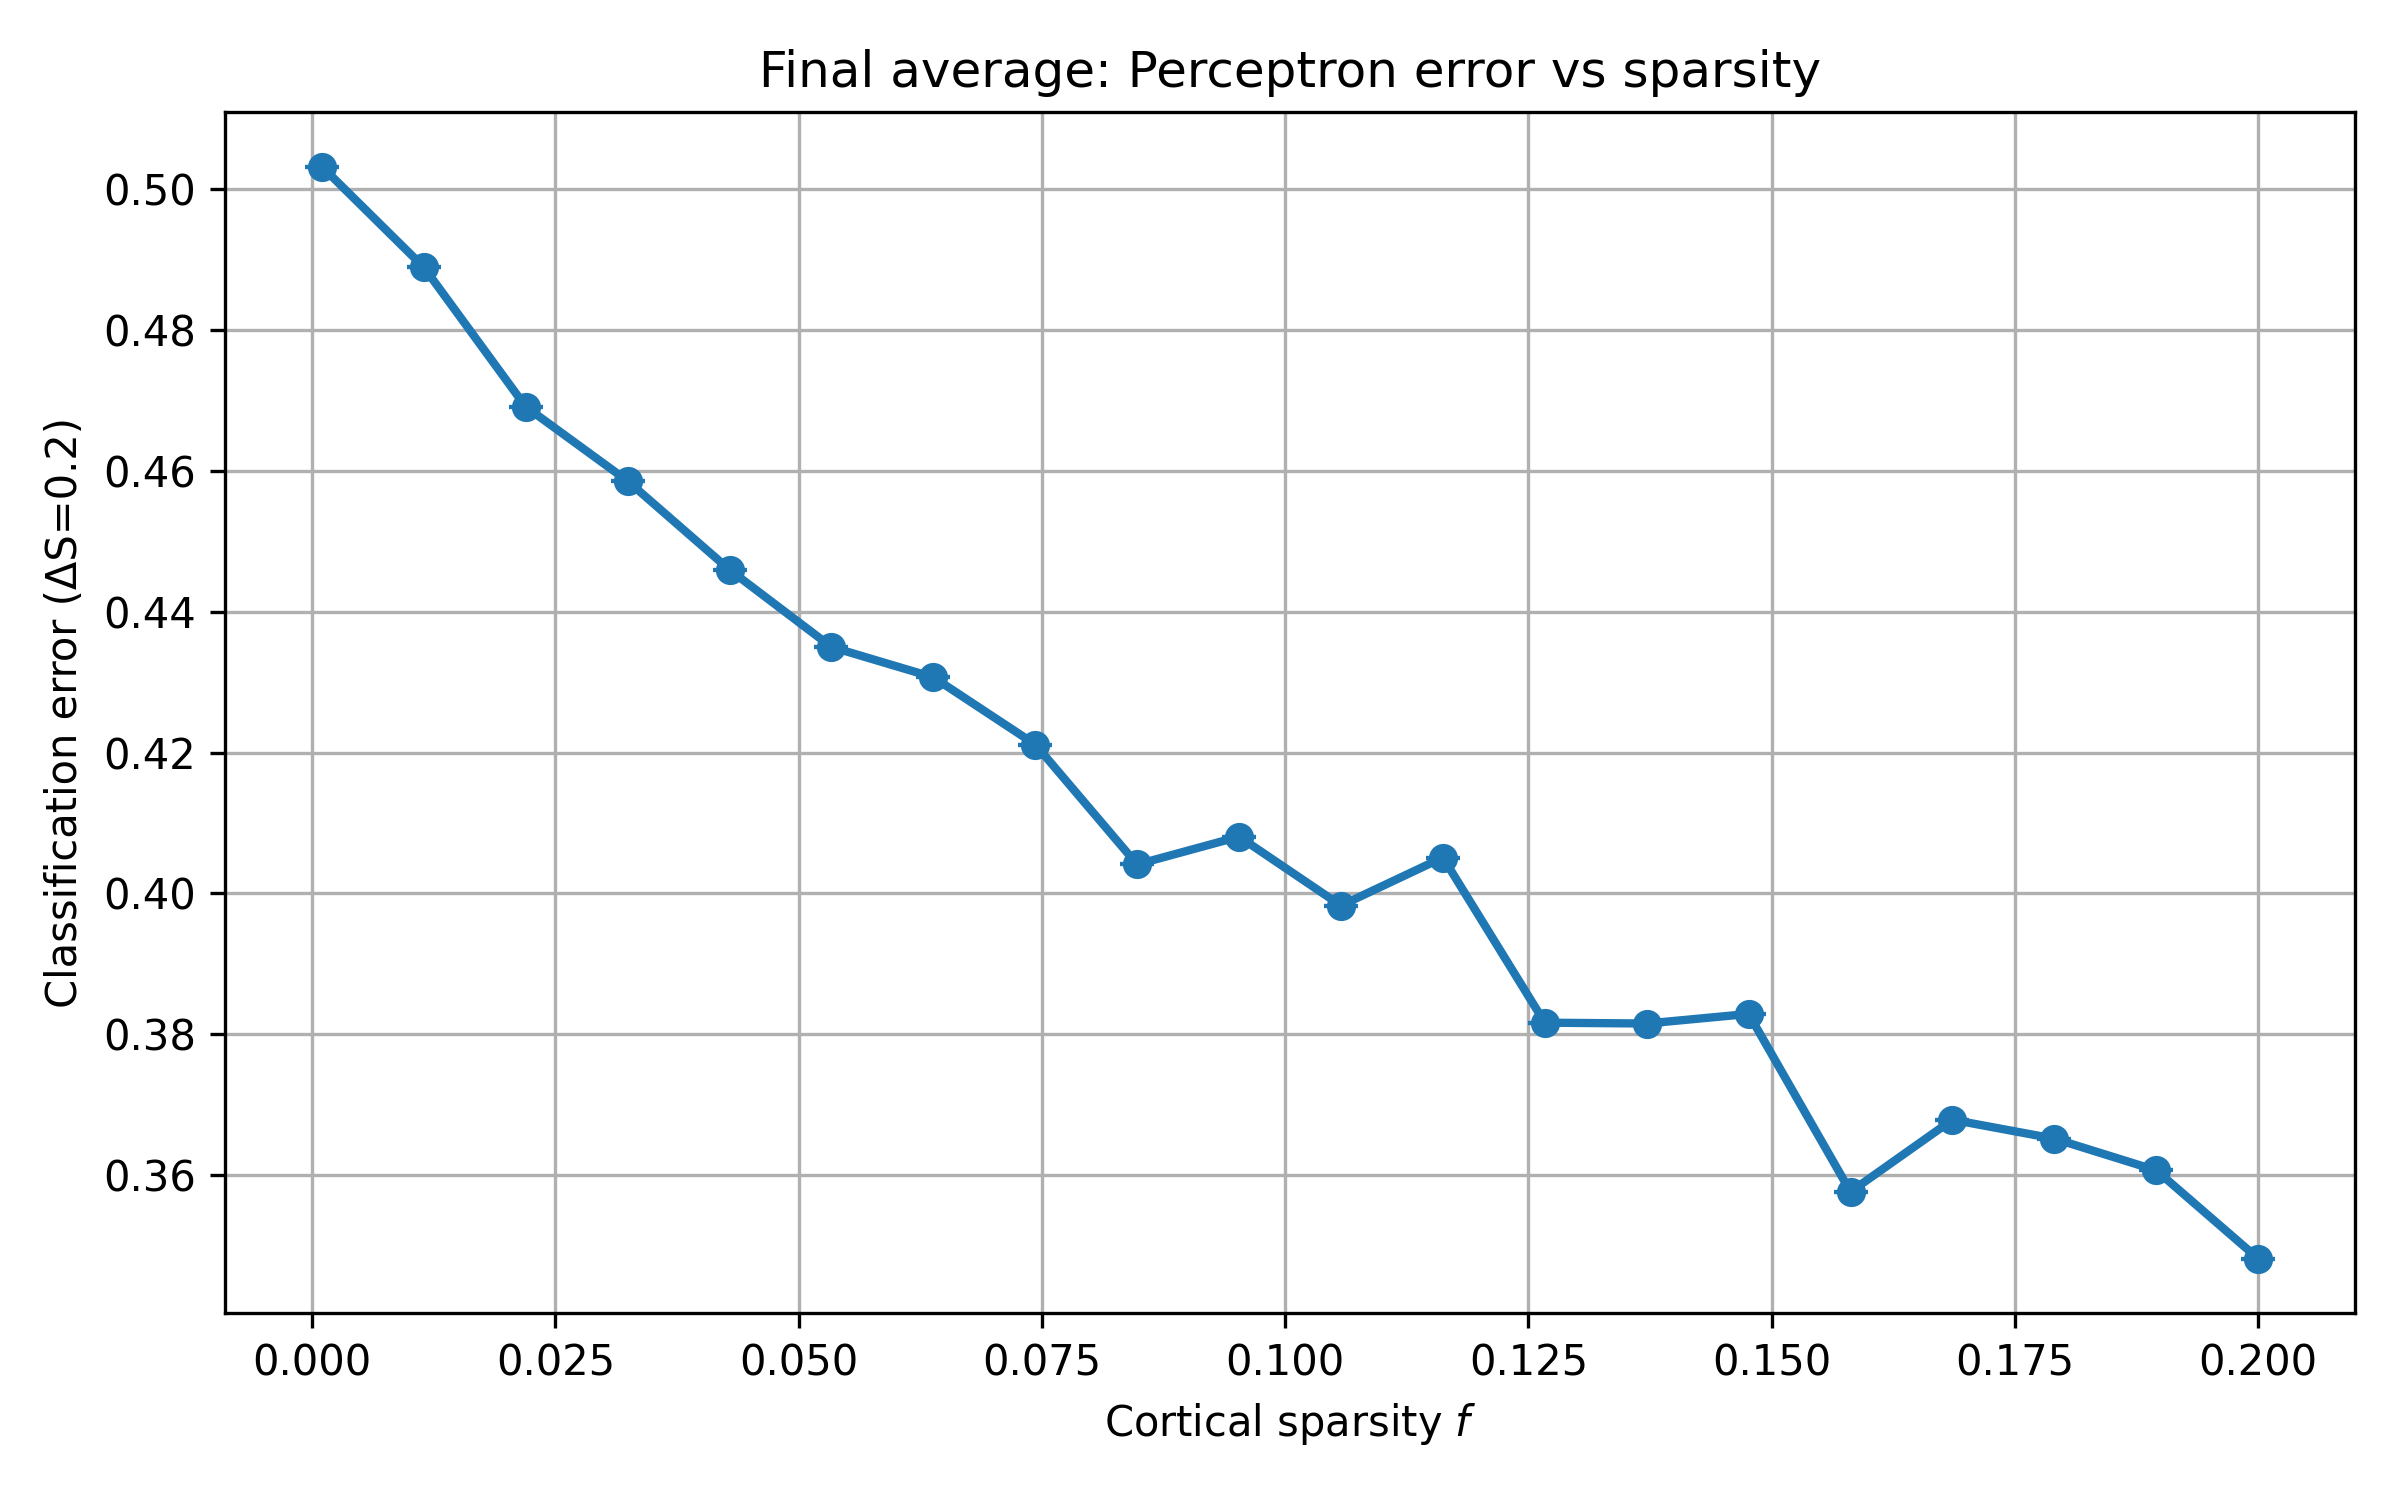 Final average: Perceptron error vs sparsity
Classification error (ΔS=0.2)
0.50
0.48
0.46
0.44
0.42
0.40
0.38
0.36
0.000 0.025 0.050 0.075 0.100 0.125 0.150 0.175 0.200
Cortical sparsity f